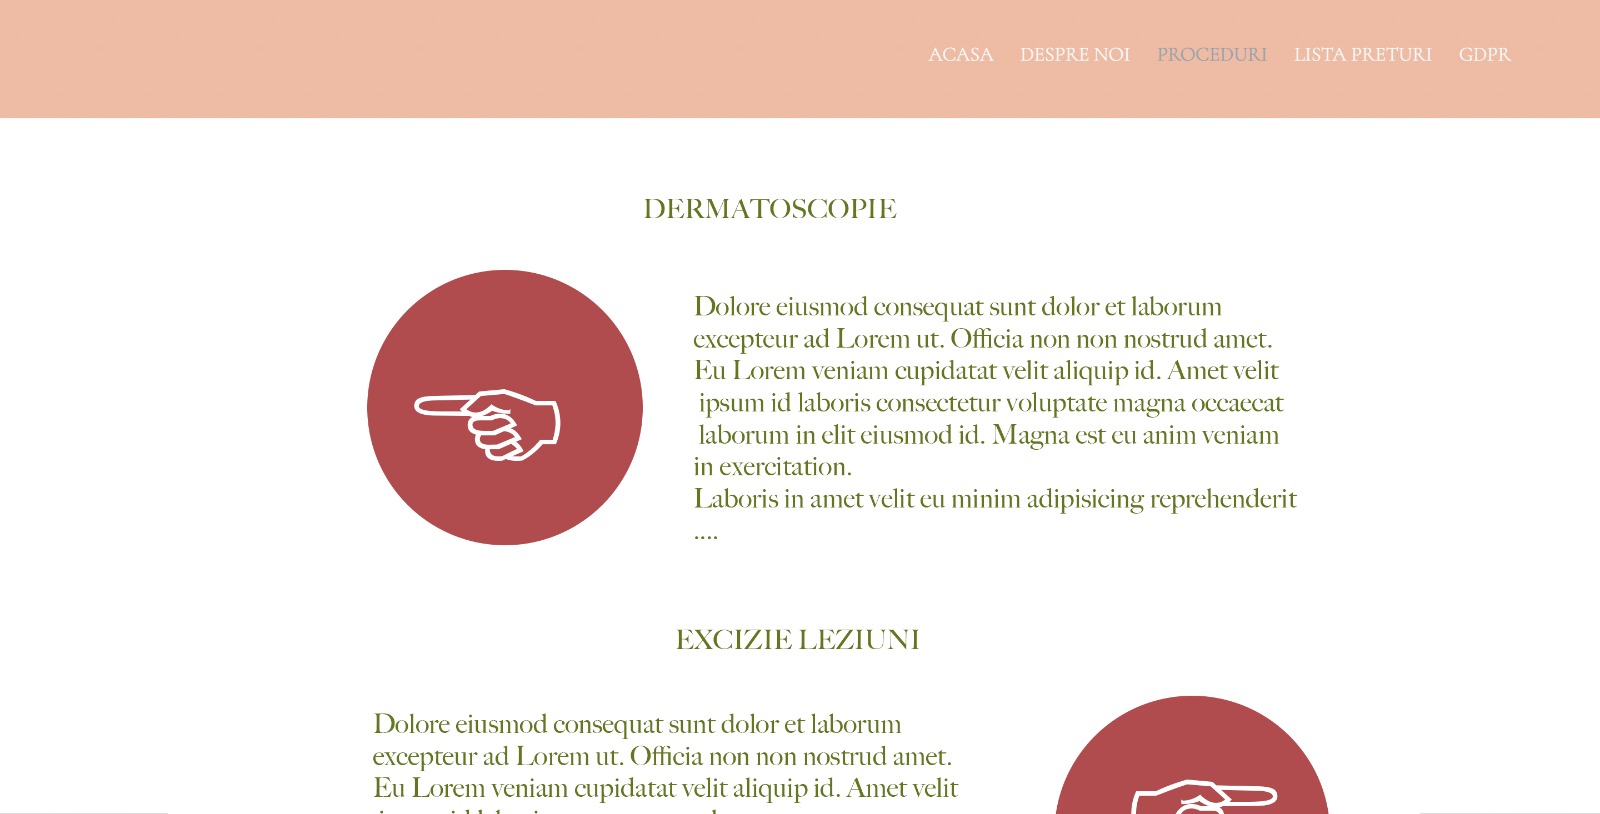 ACASA DESPRE NOI PROCEDURI LISTA PRETURI GDPR
DERMATOSCOPIE
Dolore eiusmod consequat sunt dolor et laborum
excepteur ad Lorem ut. Officia non non nostrud amet.
Eu Lorem veniam cupidatat velit aliquip id. Amet velit
ipsum id laboris consectetur voluptate magna occaecat
laborum in elit eiusmod id. Magna est eu anim veniam
in exercitation.
Laboris in amet velit eu minim adipisicing reprehenderit
....
EXCIZIE LEZIUNI
Dolore eiusmod consequat sunt dolor et laborum
excepteur ad Lorem ut. Officia non non nostrud amet.
Eu Lorem veniam cupidatat velit aliquip id. Amet velit